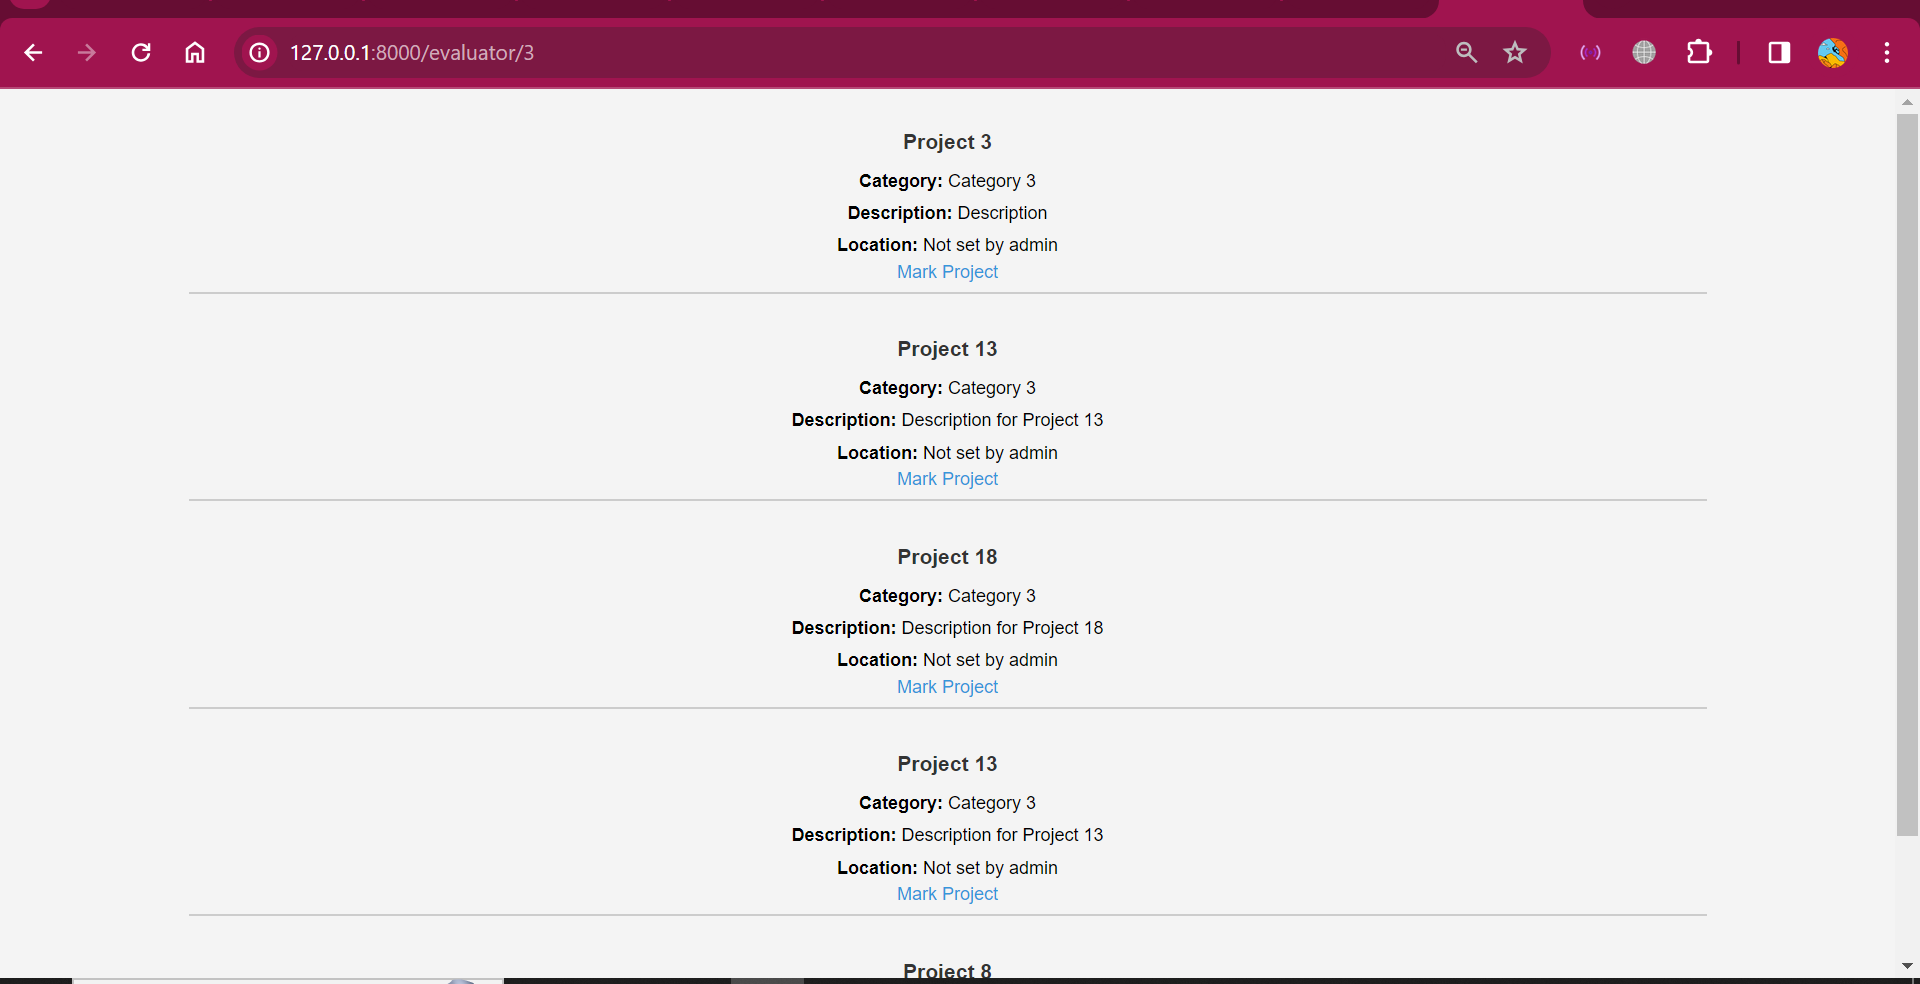 127.0.0.1:8000/evaluator/3
Project 3
Category: Category 3
Description: Description
Location: Not set by admin
Mark Project
Project 13
Category: Category 3
Description: Description for Project 13
Location: Not set by admin
Mark Project
Project 18
Category: Category 3
Description: Description for Project 18
Location: Not set by admin
Mark Project
Project 13
Category: Category 3
Description: Description for Project 13
Location: Not set by admin
Mark Project
Project 8